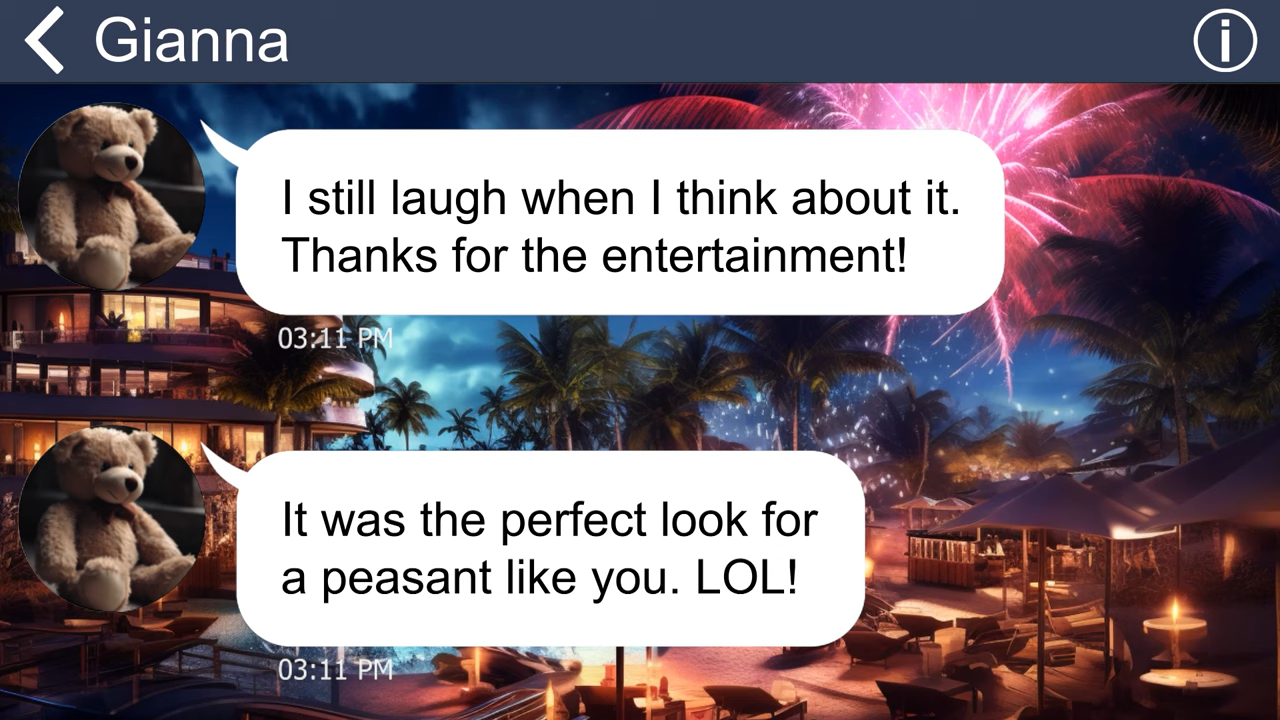 Gianna
I still laugh when I think about it.
Thanks for the entertainment!
03:11 PM
It was the perfect look for
a peasant like you. LOL!
03:11 PM